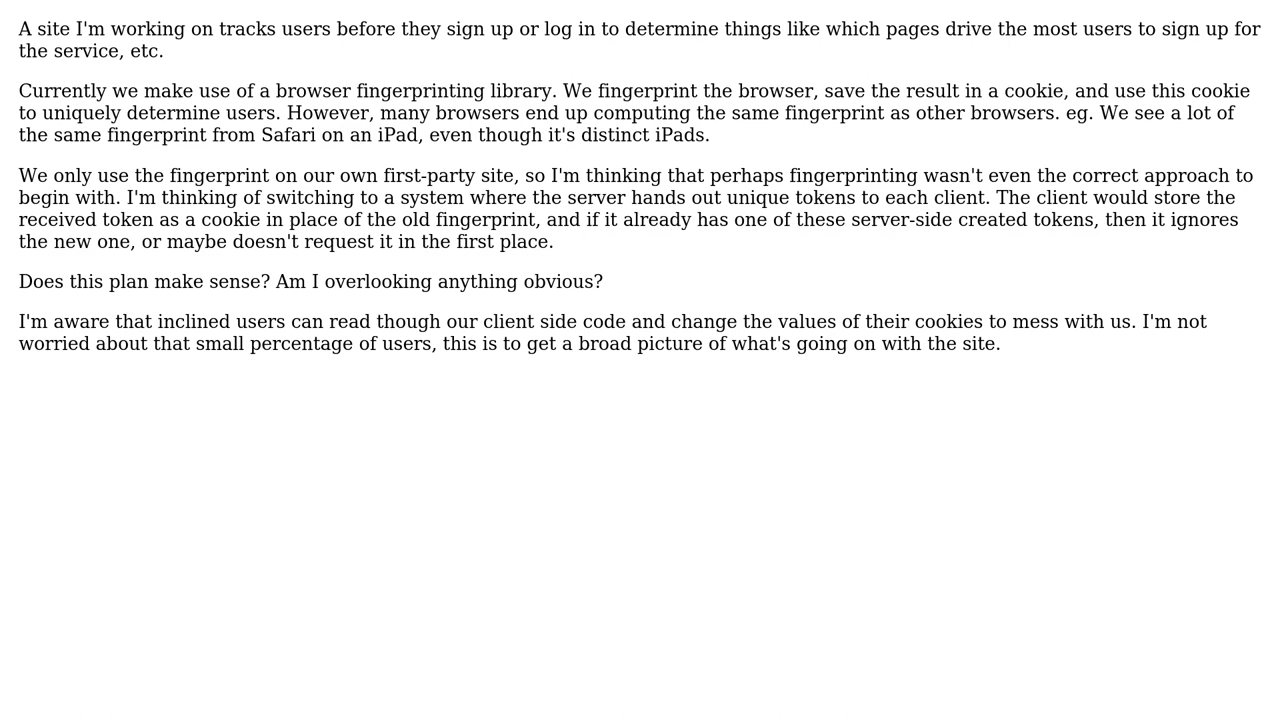 A site I'm working on tracks users before they sign up or log in to determine things like which pages drive the most users to sign up for
the service, etc.
Currently we make use of a browser fingerprinting library. We fingerprint the browser, save the result in a cookie, and use this cookie
to uniquely determine users. However, many browsers end up computing the same fingerprint as other browsers. eg. We see a lot of
the same fingerprint from Safari on an iPad, even though it's distinct iPads.
We only use the fingerprint on our own first-party site, so I'm thinking that perhaps fingerprinting wasn't even the correct approach to
begin with. I'm thinking of switching to a system where the server hands out unique tokens to each client. The client would store the
received token as a cookie in place of the old fingerprint, and if it already has one of these server-side created tokens, then it ignores
the new one, or maybe doesn't request it in the first place.
Does this plan make sense? Am I overlooking anything obvious?
I'm aware that inclined users can read though our client side code and change the values of their cookies to mess with us. I'm not
worried about that small percentage of users, this is to get a broad picture of what's going on with the site.